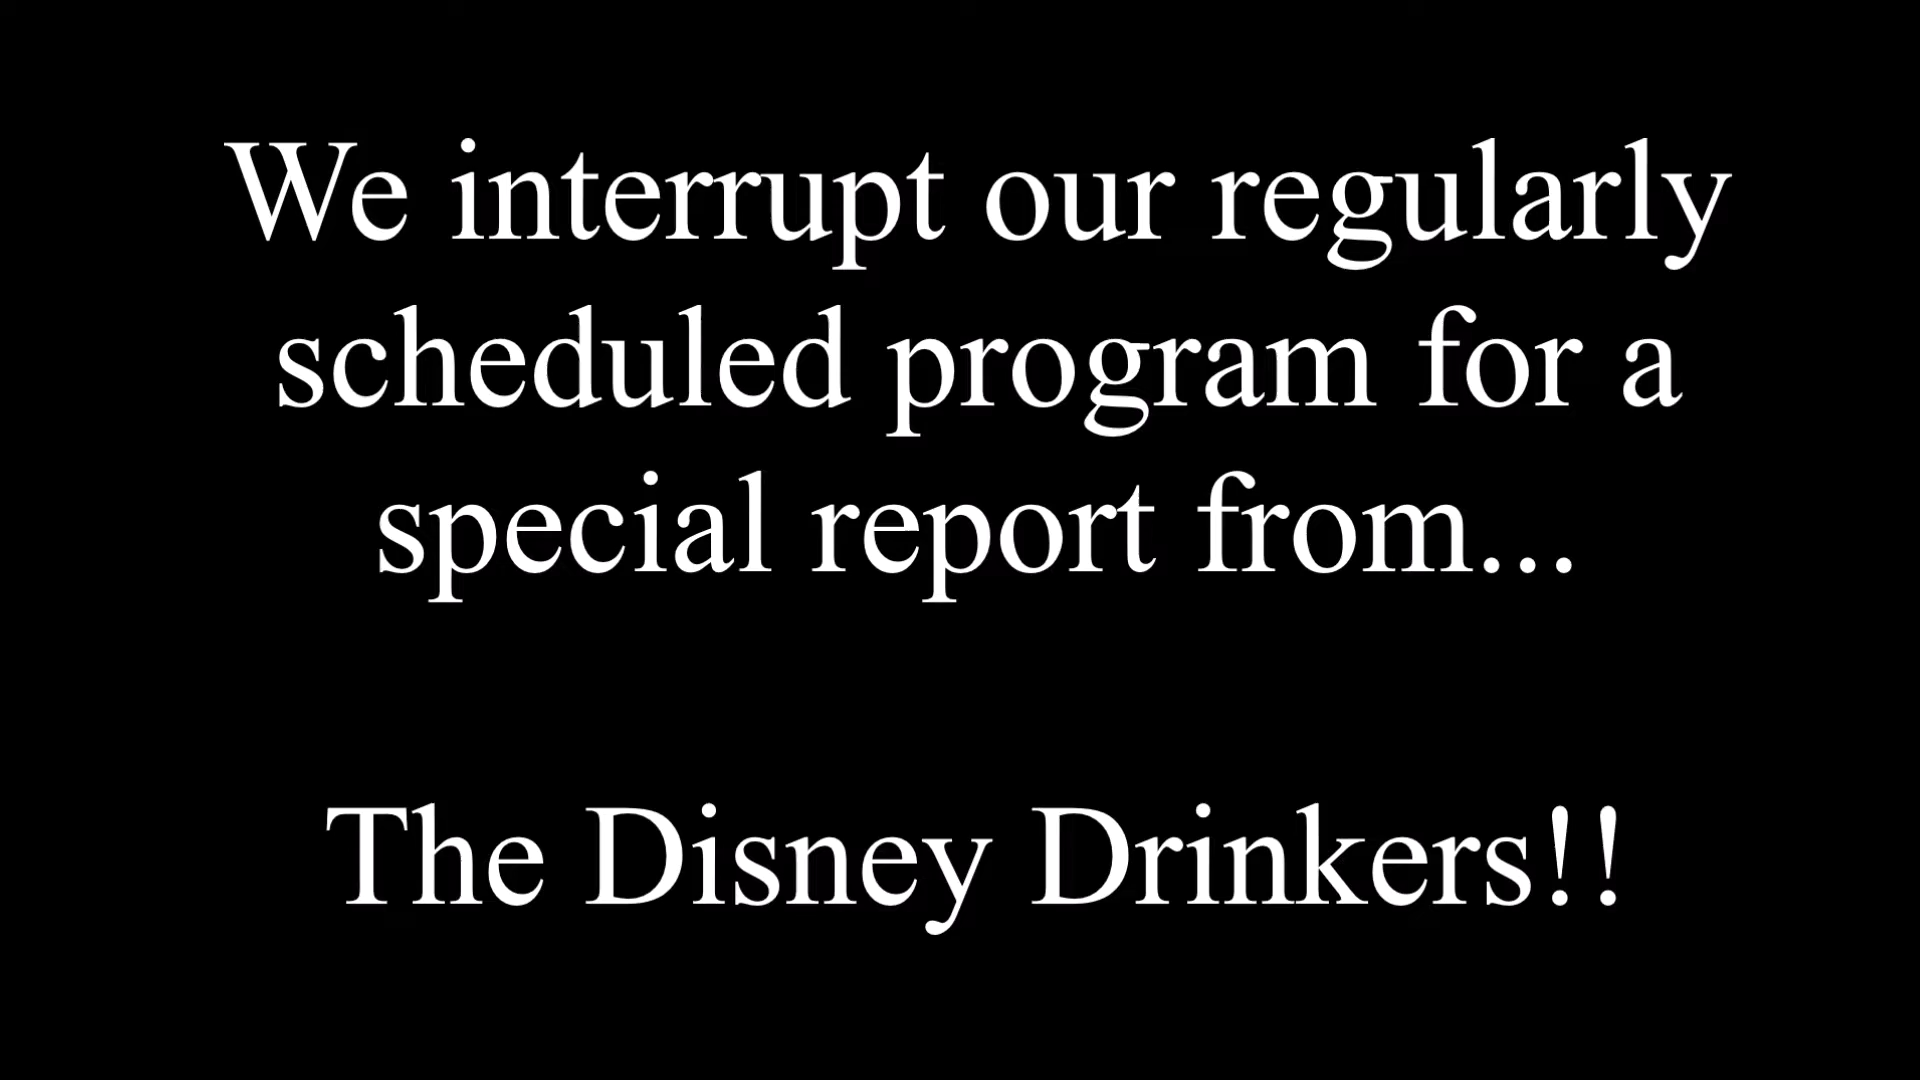 We interrupt our regularly
scheduled program for a
special report from...
The Disney Drinkers!!